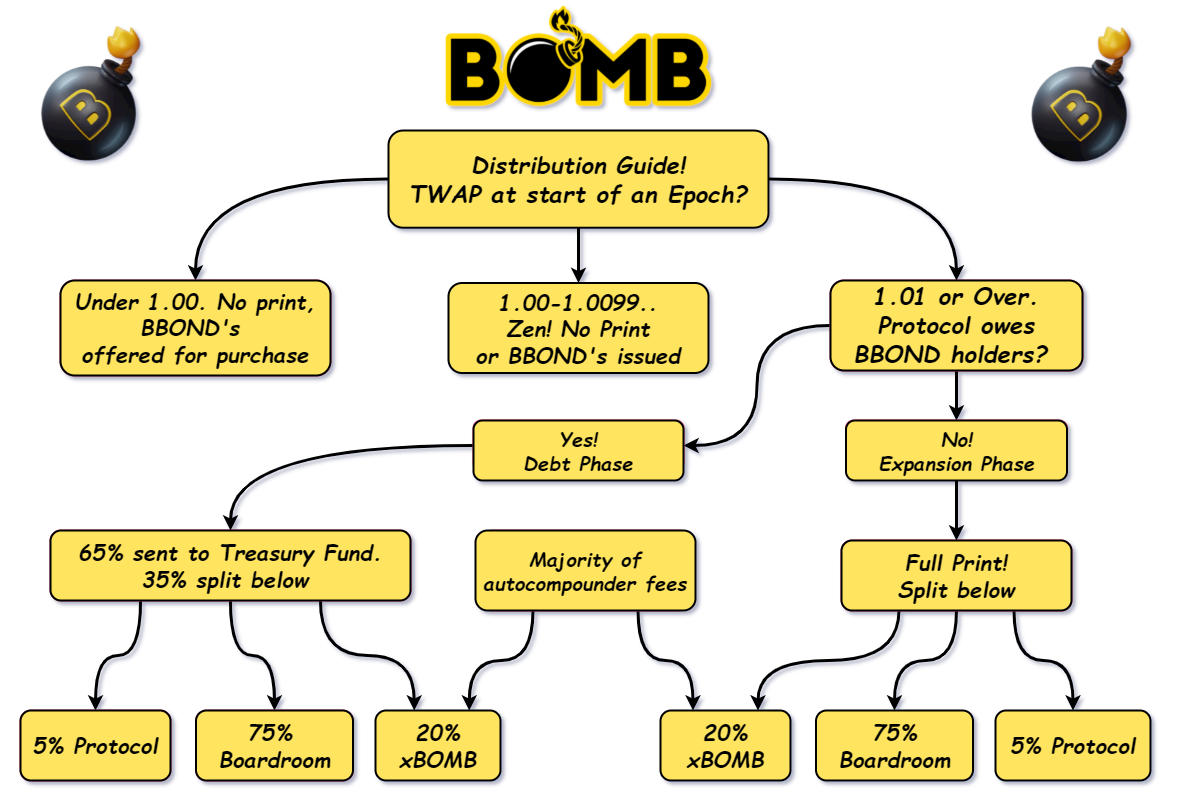 BOMB
B
B
Distribution Guide!
TWAP at start of an Epoch?
Under 1.00. No print,
BBOND's
offered for purchase
1.00-1.0099..
Zen! No Print
or BBOND's issued
1.01 or Over.
Protocol owes
BBOND holders?
Yes!
Debt Phase
No!
Expansion Phase
65% sent to Treasury Fund.
35% split below
Majority of
autocompounder fees
Full Print!
Split below
5% Protocol
75%
Boardroom
20%
xBOMB
20%
xBOMB
75%
Boardroom
5% Protocol